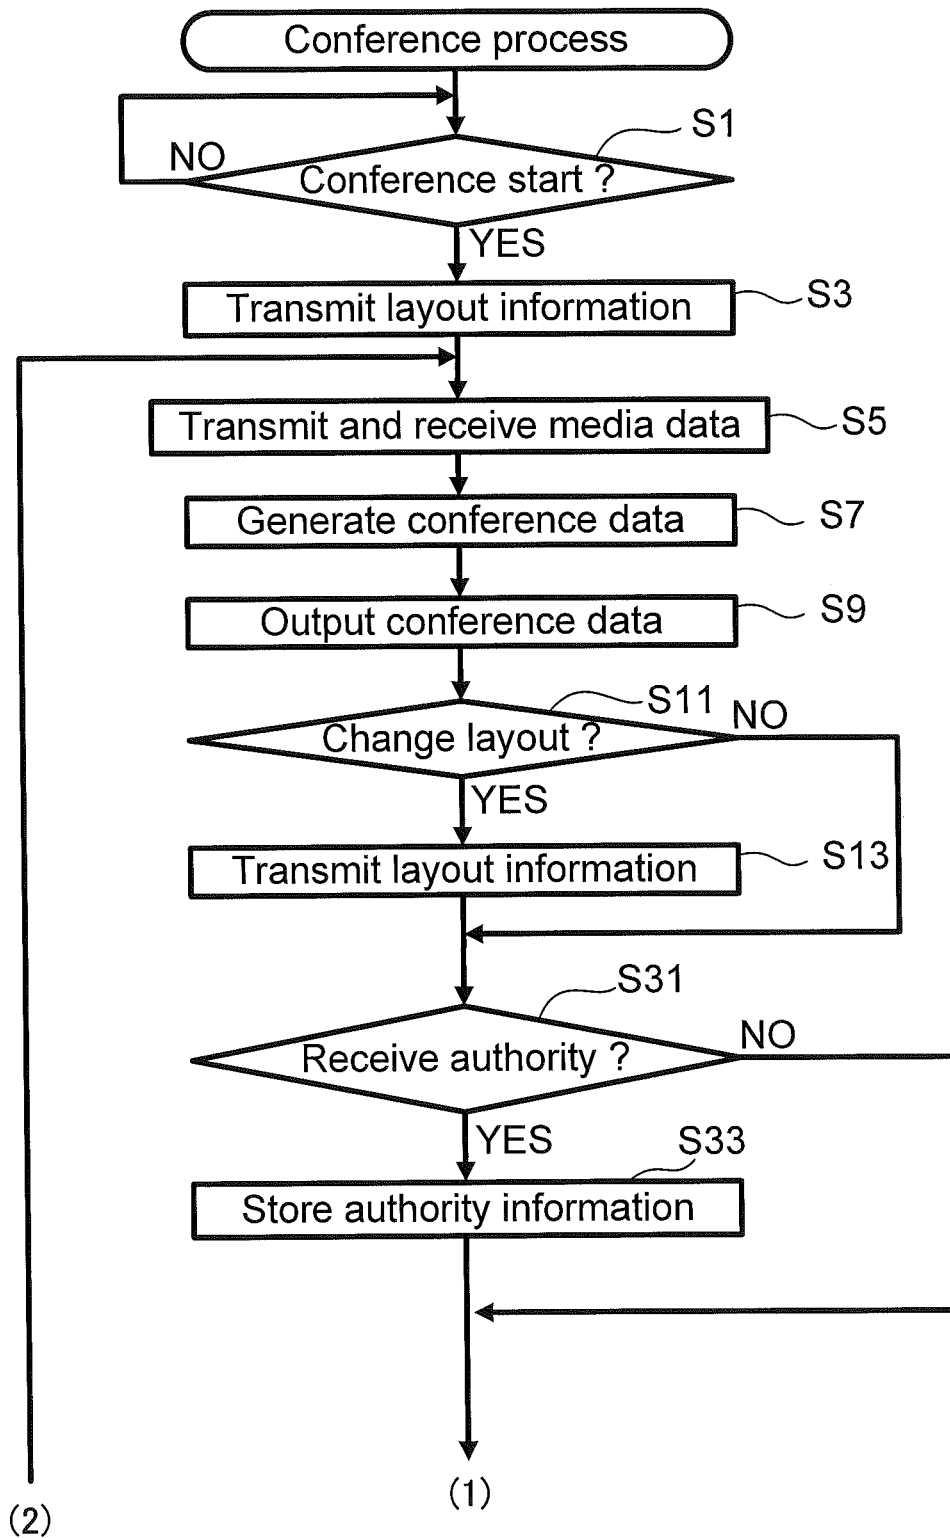 Conference process
S1
NO
Conference start ?
YES
S3
Transmit layout information
S5
Transmit and receive media data
S7
Generate conference data
S9
Output conference data
S11
NO
Change layout ?
YES
S13
Transmit layout information
S31
NO
Receive authority ?
YES
S33
Store authority information
(1)
(2)